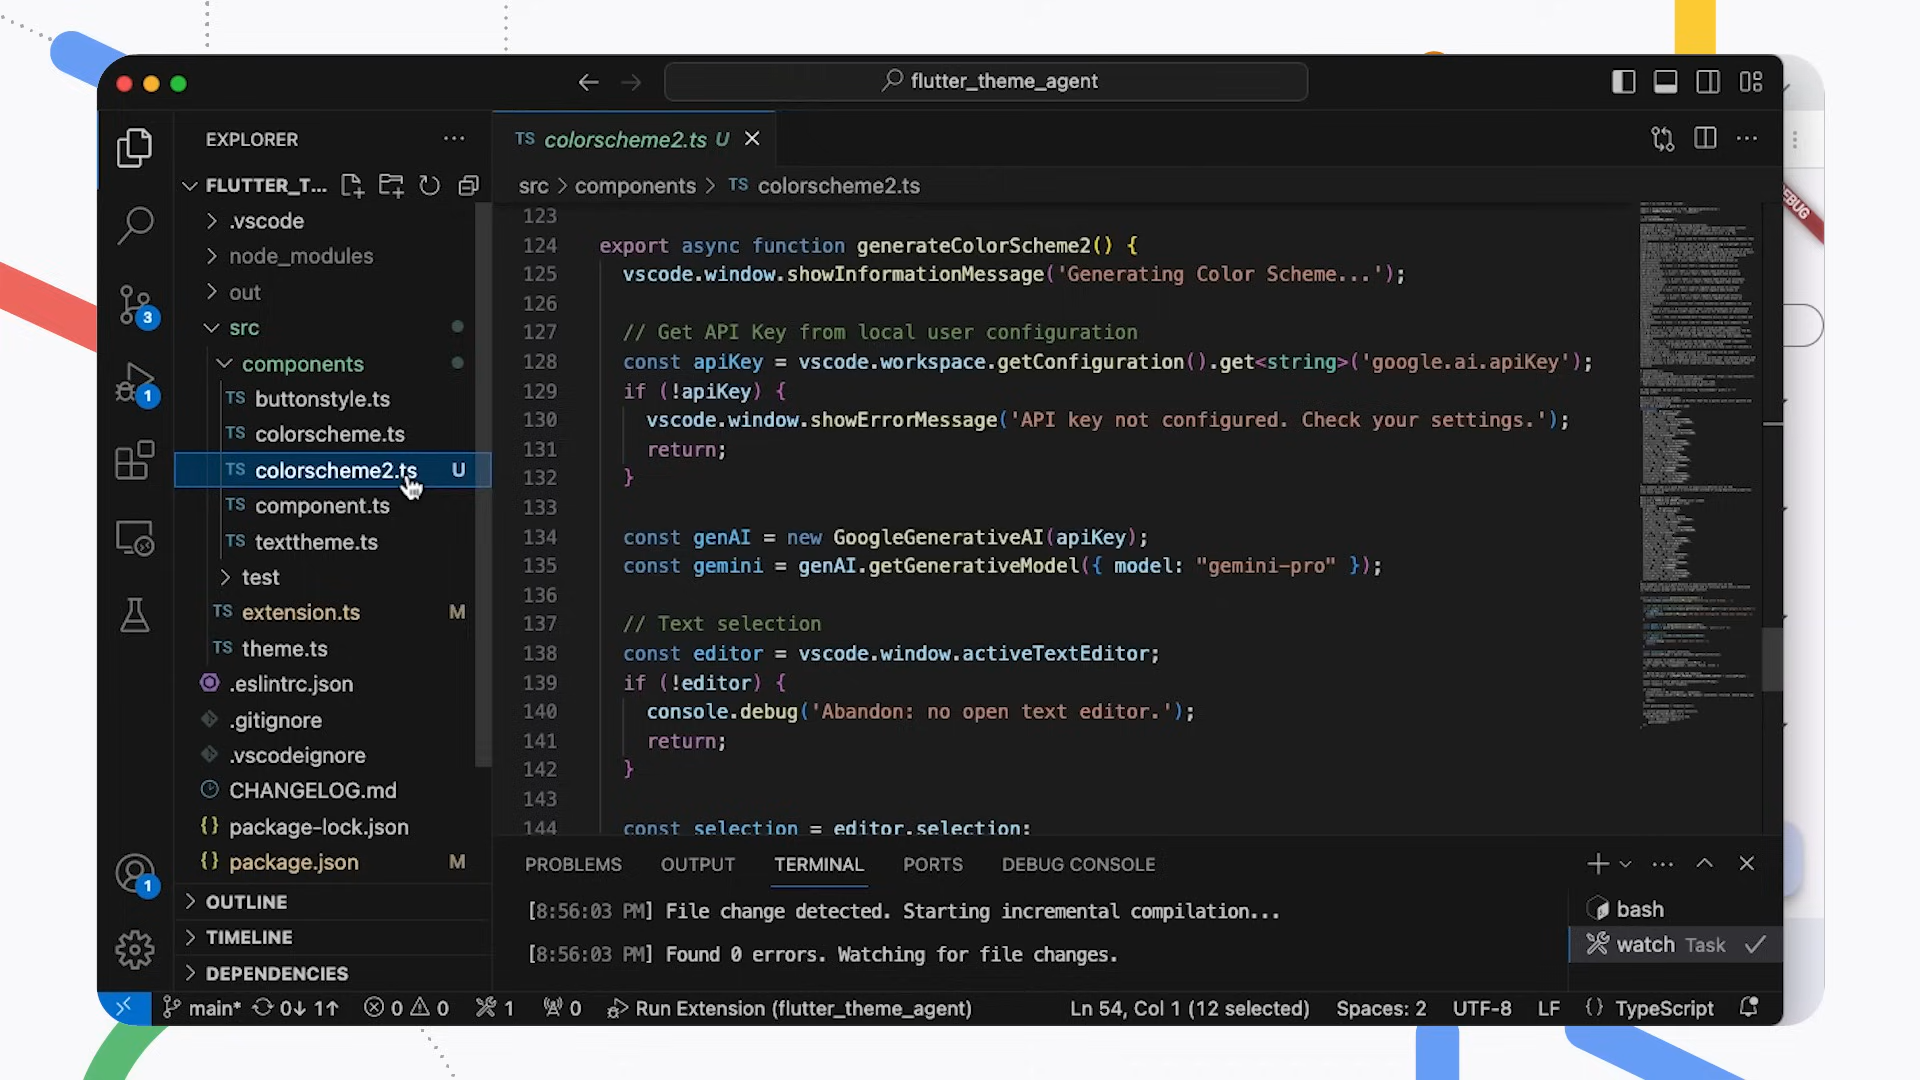 flutter_theme_agent
EXPLORER
FLUTTER_T...
.vscode
node_modules
out
src
components
TS buttonstyle.ts
TS colorscheme.ts
TS colorscheme2.ts U
TS component.ts
TS texttheme.ts
test
TS extension.ts M
TS theme.ts
.eslintrc.json
.gitignore
.vscodeignore
CHANGELOG.md
{} package-lock.json
{} package.json M
OUTLINE
TIMELINE
DEPENDENCIES
3
1
1
TS colorscheme2.ts U
src > components > TS colorscheme2.ts
123
124 export async function generateColorScheme2() {
125 vscode.window.showInformationMessage('Generating Color Scheme...');
126
127 // Get API Key from local user configuration
128 const apiKey = vscode.workspace.getConfiguration().get<string>('google.ai.apiKey');
129 if (!apiKey) {
130 vscode.window.showErrorMessage('API key not configured. Check your settings.');
131 return;
132 }
133
134 const genAI = new GoogleGenerativeAI(apiKey);
135 const gemini = genAI.getGenerativeModel({ model: "gemini-pro" });
136
137 // Text selection
138 const editor = vscode.window.activeTextEditor;
139 if (!editor) {
140 console.debug('Abandon: no open text editor.');
141 return;
142 }
143
144 const selection = editor.selection;
PROBLEMS OUTPUT TERMINAL PORTS DEBUG CONSOLE
[8:56:03 PM] File change detected. Starting incremental compilation...
[8:56:03 PM] Found 0 errors. Watching for file changes.
bash
watch Task
main* 0↓ 1↑ 0 0 1 0 Run Extension (flutter_theme_agent) Ln 54, Col 1 (12 selected) Spaces: 2 UTF-8 LF {} TypeScript